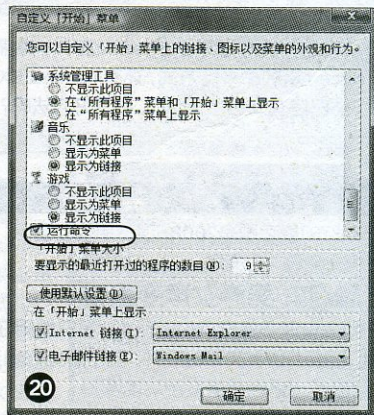 自定义「开始」菜单
您可以自定义「开始」菜单上的链接、图标以及菜单的外观和行为。
系统管理工具
不显示此项目
在“所有程序”菜单和「开始」菜单上显示
在“所有程序”菜单上显示
音乐
不显示此项目
显示为菜单
显示为链接
游戏
不显示此项目
显示为菜单
显示为链接
运行命令
「开始」菜单大小
要显示的最近打开过的程序的数目(N): 9
使用默认设置(D)
在「开始」菜单上显示
Internet 链接(I): Internet Explorer
电子邮件链接(E): Windows Mail
20 确定 取消